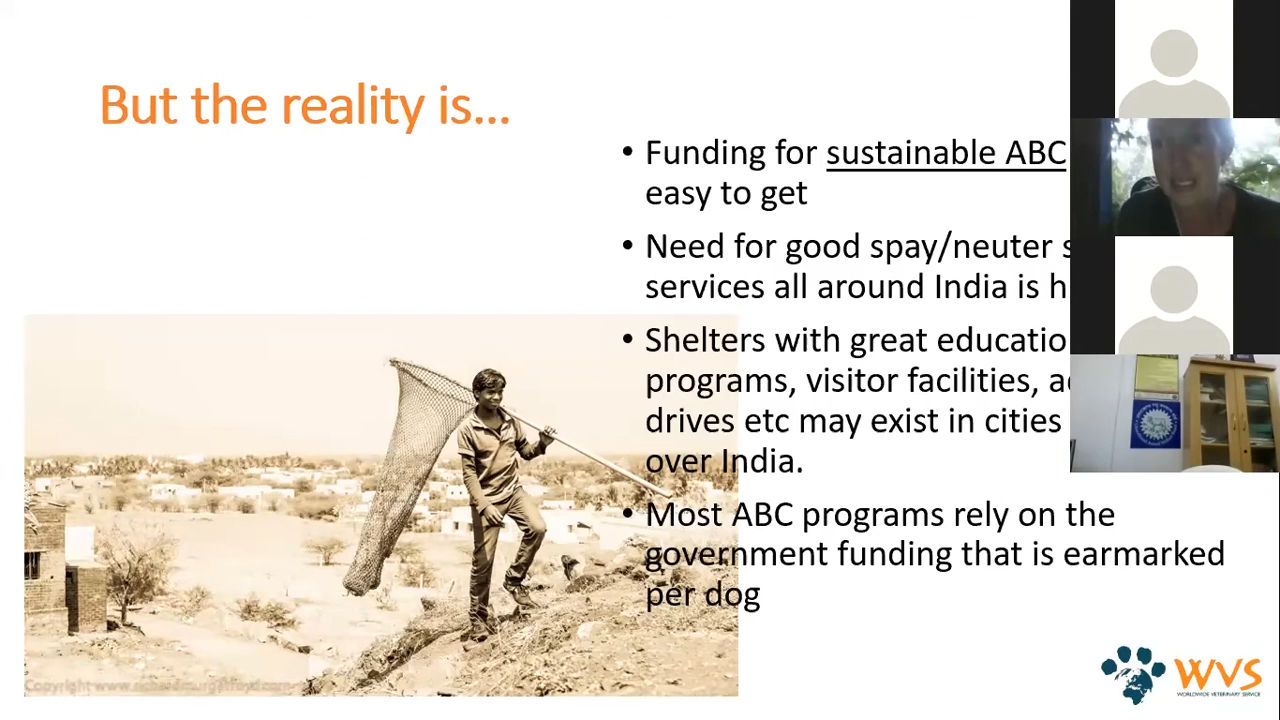 But the reality is...
• Funding for sustainable ABC
easy to get
• Need for good spay/neuter s
services all around India is h
• Shelters with great educatio
programs, visitor facilities, a
drives etc may exist in cities
over India.
• Most ABC programs rely on the
government funding that is earmarked
per dog
WVS
WORLDWIDE VETERINARY SERVICE